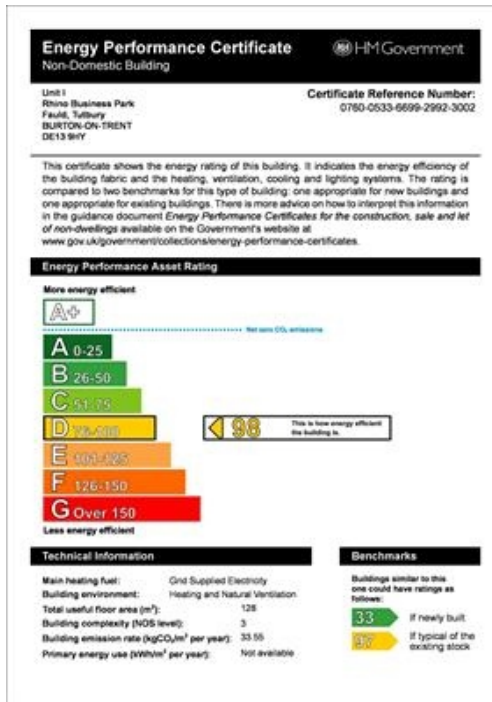 Energy Performance Certificate
HM Government
Non-Domestic Building
Unit I
Rhino Business Park
Fauld, Tutbury
BURTON-ON-TRENT
DE13 9HY
Certificate Reference Number:
0760-0533-6699-2992-3002
This certificate shows the energy rating of this building. It indicates the energy efficiency of
the building fabric and the heating, ventilation, cooling and lighting systems. The rating is
compared to two benchmarks for this type of building: one appropriate for new buildings and
one appropriate for existing buildings. There is more advice on how to interpret this information
in the guidance document Energy Performance Certificates for the construction, sale and let
of non-dwellings available on the Government's website at
www.gov.uk/government/collections/energy-performance-certificates.
Energy Performance Asset Rating
More energy efficient
A+
Net zero CO₂ emissions
A 0-25
B 26-50
C 51-75
D 76-100
98
This is how energy efficient
the building is.
E 101-125
F 126-150
G Over 150
Less energy efficient
Technical Information
Main heating fuel: Grid Supplied Electricity
Building environment: Heating and Natural Ventilation
Total useful floor area (m²): 128
Building complexity (NOS level): 3
Building emission rate (kgCO₂/m² per year): 33.55
Primary energy use (kWh/m² per year): Not available
Benchmarks
Buildings similar to this
one could have ratings as
follows:
33 If newly built
97 If typical of the
existing stock